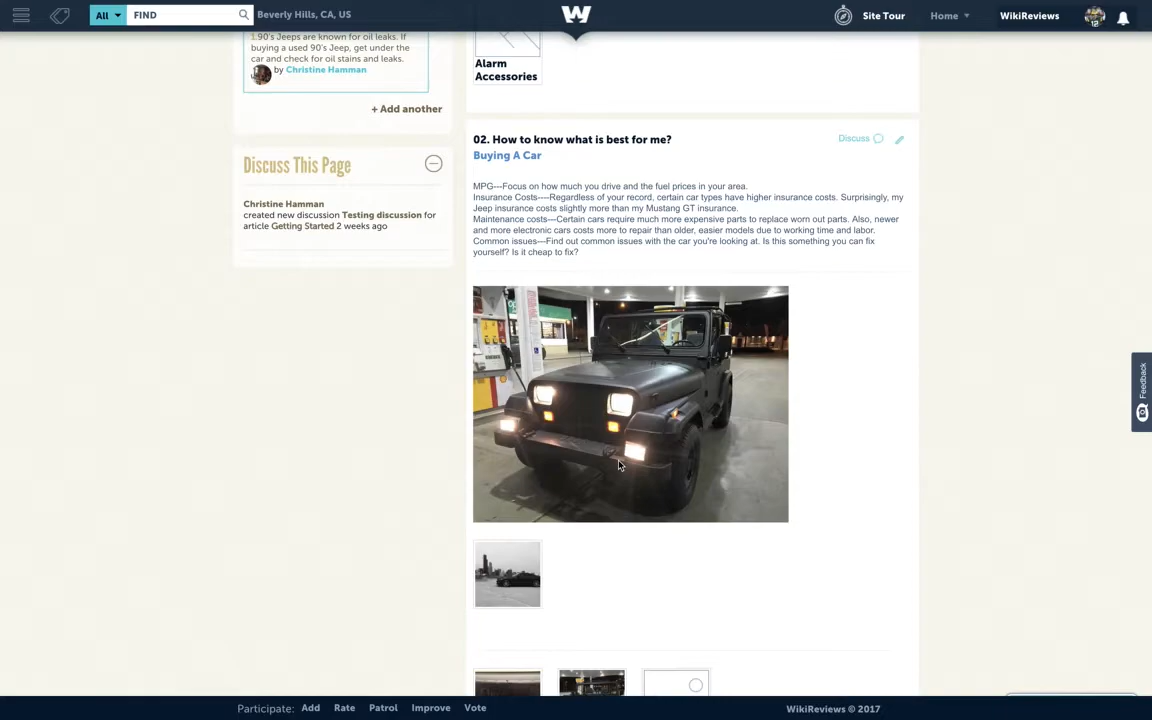 All
FIND
Beverly Hills, CA, US
W
Site Tour
Home
WikiReviews
12
1.90's Jeeps are known for oil leaks. If
buying a used 90's Jeep, get under the
car and check for oil stains and leaks.
by Christine Hamman
+ Add another
Discuss This Page
Christine Hamman
created new discussion Testing discussion for
article Getting Started 2 weeks ago
Alarm
Accessories
02. How to know what is best for me?
Discuss
Buying A Car
MPG---Focus on how much you drive and the fuel prices in your area.
Insurance Costs----Regardless of your record, certain car types have higher insurance costs. Surprisingly, my
Jeep insurance costs slightly more than my Mustang GT insurance.
Maintenance costs---Certain cars require much more expensive parts to replace worn out parts. Also, newer
and more electronic cars costs more to repair than older, easier models due to working time and labor.
Common issues---Find out common issues with the car you're looking at. Is this something you can fix
yourself? Is it cheap to fix?
Feedback
Participate: Add Rate Patrol Improve Vote
WikiReviews © 2017